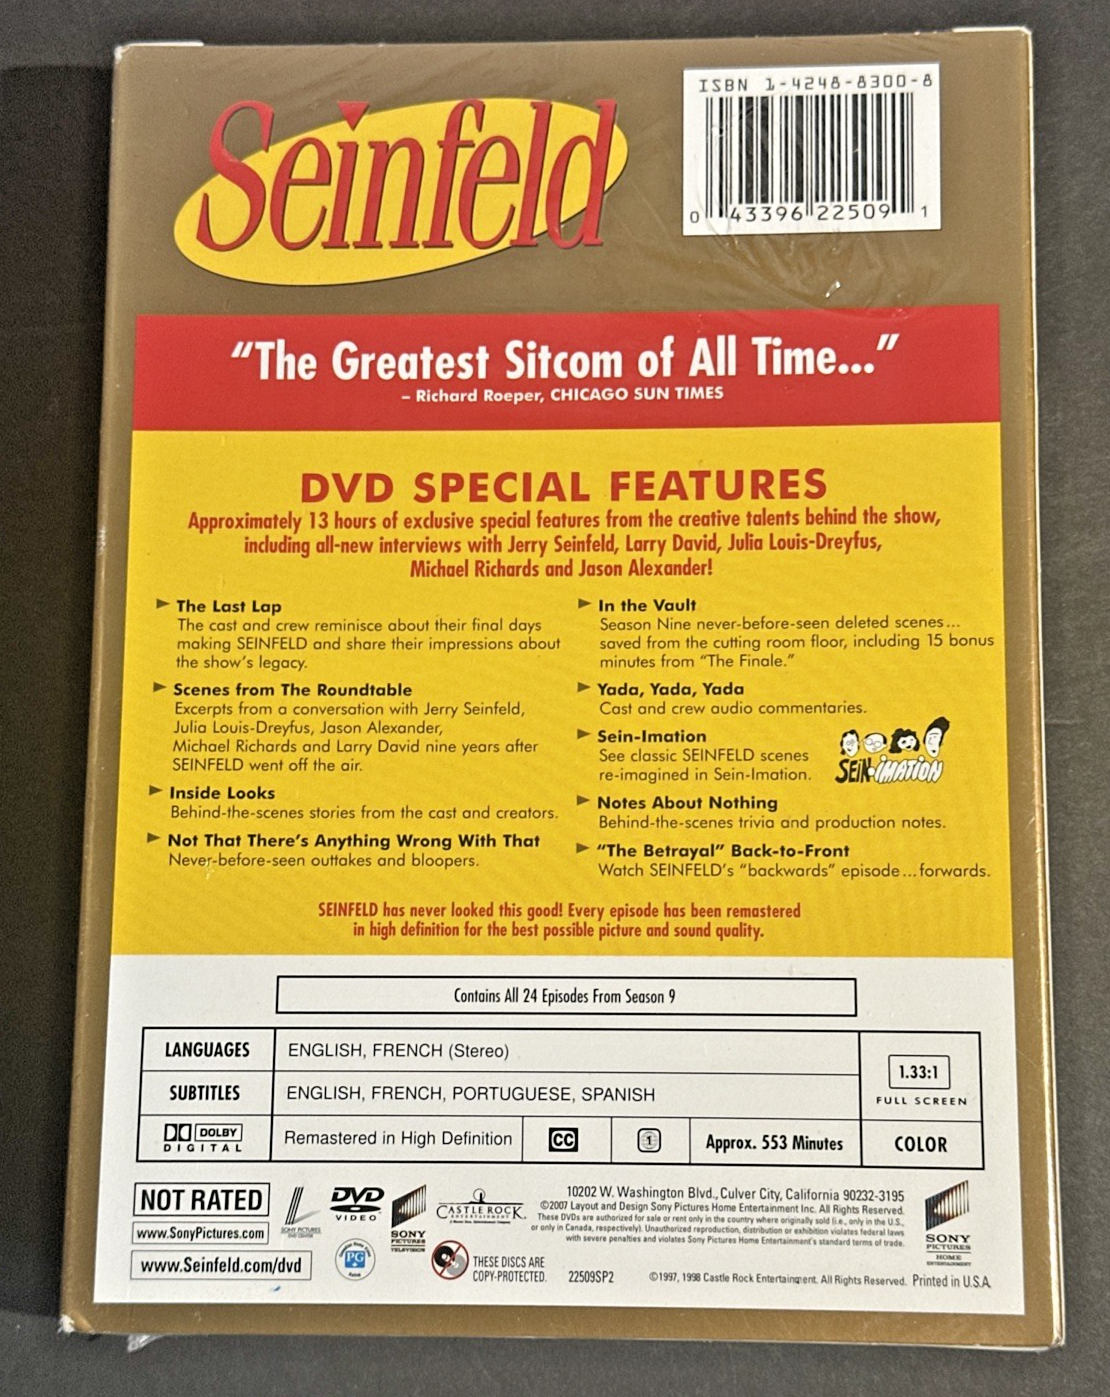 Seinfeld
ISBN 1-4248-8300-8
0 43396 22509 1
"The Greatest Sitcom of All Time..."
– Richard Roeper, CHICAGO SUN TIMES
DVD SPECIAL FEATURES
Approximately 13 hours of exclusive special features from the creative talents behind the show,
including all-new interviews with Jerry Seinfeld, Larry David, Julia Louis-Dreyfus,
Michael Richards and Jason Alexander!
The Last Lap
The cast and crew reminisce about their final days
making SEINFELD and share their impressions about
the show's legacy.
Scenes from The Roundtable
Excerpts from a conversation with Jerry Seinfeld,
Julia Louis-Dreyfus, Jason Alexander,
Michael Richards and Larry David nine years after
SEINFELD went off the air.
Inside Looks
Behind-the-scenes stories from the cast and creators.
Not That There's Anything Wrong With That
Never-before-seen outtakes and bloopers.
In the Vault
Season Nine never-before-seen deleted scenes...
saved from the cutting room floor, including 15 bonus
minutes from "The Finale."
Yada, Yada, Yada
Cast and crew audio commentaries.
Sein-Imation
See classic SEINFELD scenes
re-imagined in Sein-Imation.
SEIN-IMATION
Notes About Nothing
Behind-the-scenes trivia and production notes.
"The Betrayal" Back-to-Front
Watch SEINFELD's "backwards" episode...forwards.
SEINFELD has never looked this good! Every episode has been remastered
in high definition for the best possible picture and sound quality.
Contains All 24 Episodes From Season 9
LANGUAGES
ENGLISH, FRENCH (Stereo)
SUBTITLES
ENGLISH, FRENCH, PORTUGUESE, SPANISH
1.33:1
FULL SCREEN
DOLBY
DIGITAL
Remastered in High Definition
CC
1
Approx. 553 Minutes
COLOR
NOT RATED
www.SonyPictures.com
www.Seinfeld.com/dvd
SONY PICTURES
DVD CENTER
DVD
VIDEO
PG
SONY
PICTURES
TELEVISION
CASTLE ROCK
ENTERTAINMENT
THESE DISCS ARE
COPY-PROTECTED.
10202 W. Washington Blvd., Culver City, California 90232-3195
©2007 Layout and Design Sony Pictures Home Entertainment Inc. All Rights Reserved.
These DVDs are authorized for sale or rent only in the country where originally sold (i.e., only in the U.S.,
or only in Canada, respectively). Unauthorized reproduction, distribution or exhibition violates federal laws
with severe penalties and violates Sony Pictures Home Entertainment's standard terms of trade.
22509SP2
©1997, 1998 Castle Rock Entertainment. All Rights Reserved. Printed in U.S.A.
SONY
PICTURES
HOME
ENTERTAINMENT